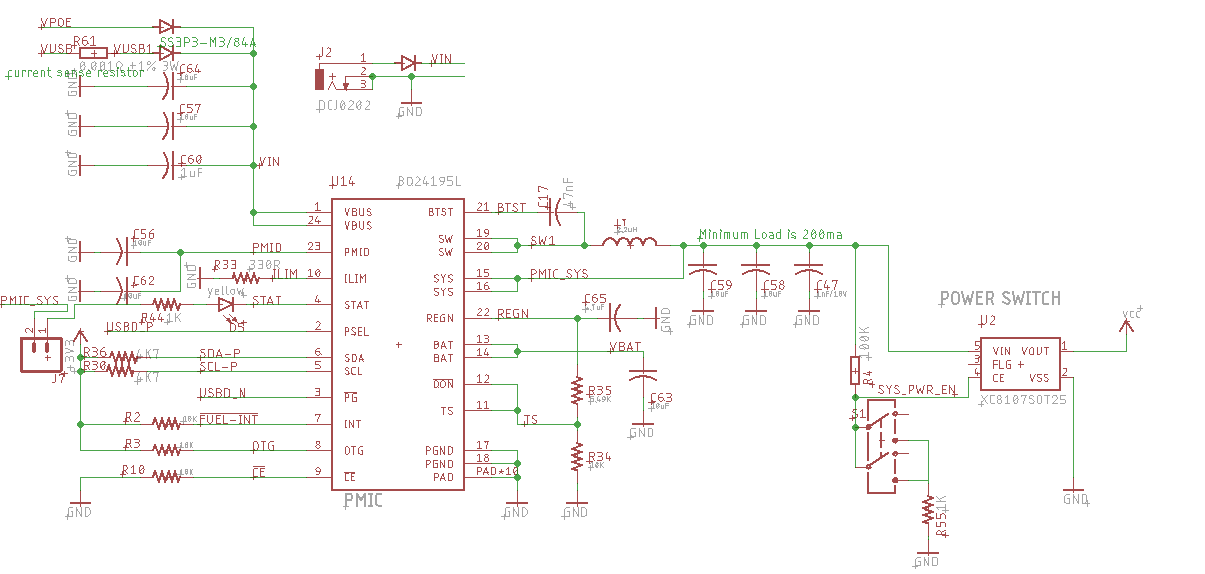 VPOE
R61
VUSB
VUSB1
SS3P3-M3/84A
0.001Ω ±1% 3W
current sense resistor
GND
C64
10uF
GND
C57
10uF
GND
C60
1uF
VIN
J2
1
2
3
VIN
DCJ0202
GND
U14
BQ24195L
1
VBUS
24
VBUS
23
PMID
10
ILIM
4
STAT
2
PSEL
6
SDA
5
SCL
3
PG
7
INT
8
OTG
9
CE
BTST
21
SW
19
SW
20
SYS
15
SYS
16
REGN
22
BAT
13
BAT
14
QON
12
TS
11
PGND
17
PGND
18
PAD
PMIC
GND
C56
10uF
PMID
GND
C62
GND
R33
330R
ILIM
yellow
STAT
D5
PMIC_SYS
R44
1K
2
1
J7
+3V3
USBD_P
R36
4K7
SDA-P
R30
4K7
SCL-P
USBD_N
R2
10K
FUEL-INT
R3
10K
OTG
R10
10K
CE
GND
BTST
C17
47nF
SW1
2.2uH
Minimum Load is 200ma
PMIC_SYS
C59
10uF
GND
C58
10uF
GND
C47
1nF/10V
GND
REGN
C65
GND
VBAT
C63
10uF
GND
R35
TS
R34
10K
GND
GND
100K
R4
SYS_PWR_EN
S1
R55
1K
GND
POWER SWITCH
U2
5
VIN
3
FLG
4
CE
VOUT
1
VSS
2
XC8107SOT25
VCC
GND